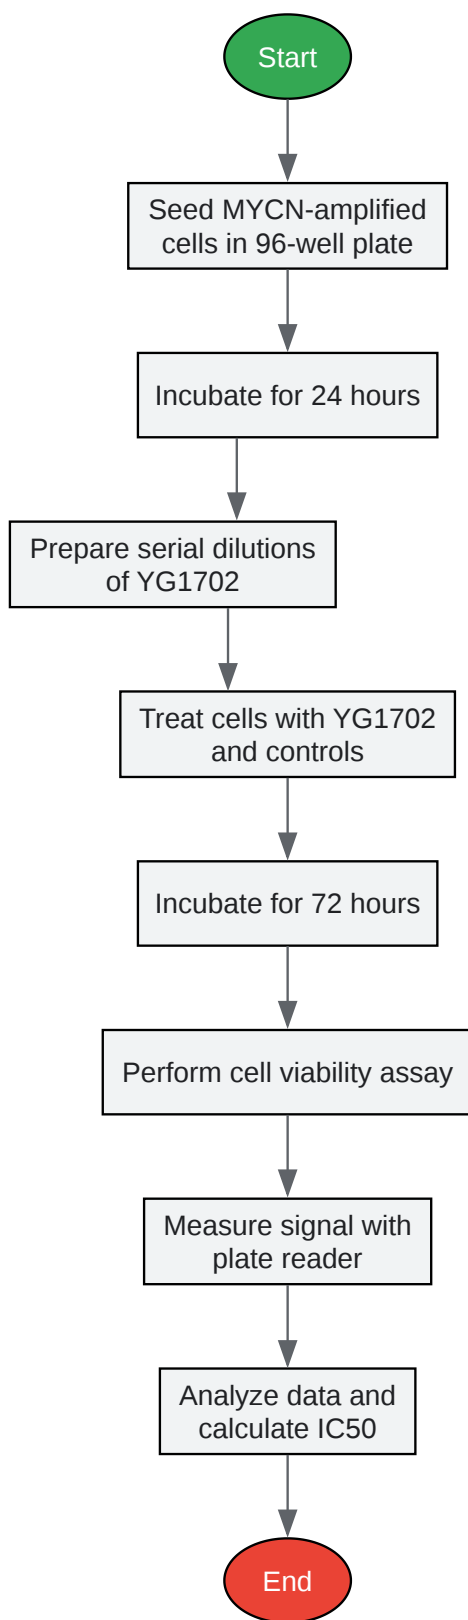 Start
Seed MYCN-amplified
cells in 96-well plate
Incubate for 24 hours
Prepare serial dilutions
of YG1702
Treat cells with YG1702
and controls
Incubate for 72 hours
Perform cell viability assay
Measure signal with
plate reader
Analyze data and
calculate IC50
End